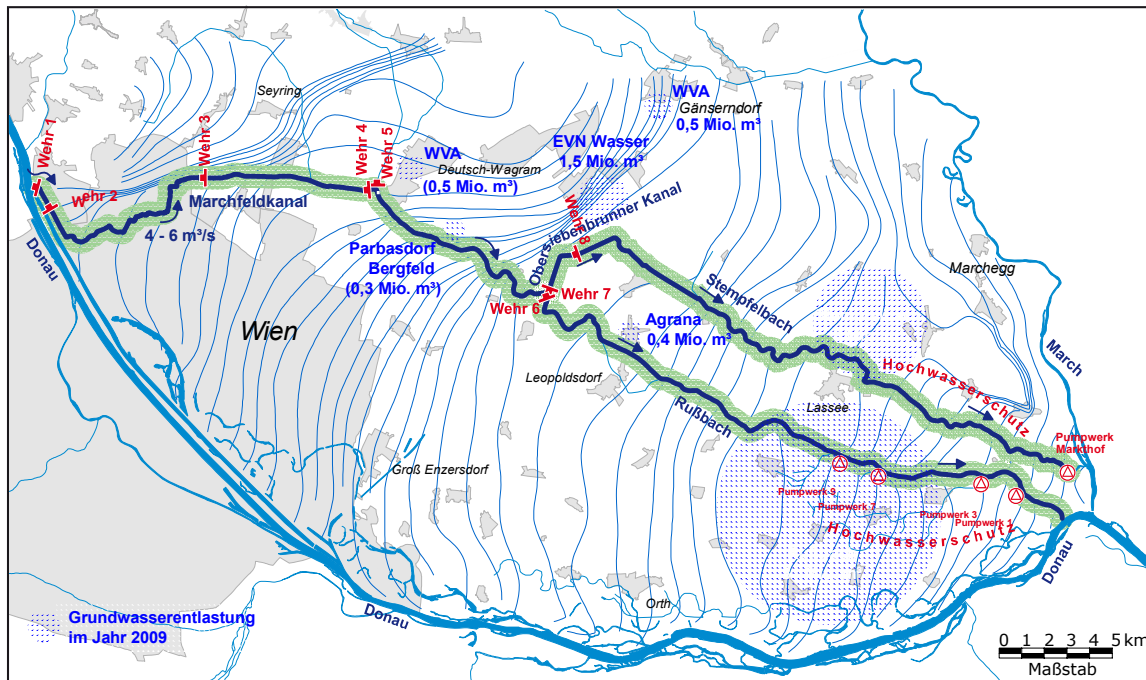 Seyring
Wehr 1
Wehr 2
Wehr 3
Wehr 4
Wehr 5
WVA
Deutsch-Wagram
(0,5 Mio. m³)
WVA
Gänserndorf
0,5 Mio. m³
EVN Wasser
1,5 Mio. m³
Marchfeldkanal
4 - 6 m³/s
Donau
Parbasdorf
Bergfeld
(0,3 Mio. m³)
Obersiebenbrunner Kanal
Wehr 8
Wehr 7
Wehr 6
Stempfelbach
Marchegg
March
Wien
Agrana
0,4 Mio. m³
Leopoldsdorf
Rußbach
Lassee
Hochwasserschutz
Pumpwerk
Markthof
Groß Enzersdorf
Pumpwerk 9
Pumpwerk 7
Pumpwerk 3
Pumpwerk 1
Hochwasserschutz
Donau
Orth
Donau
Grundwasserentlastung
im Jahr 2009
0 1 2 3 4 5 km
Maßstab